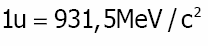 1u = 931,5MeV / c²